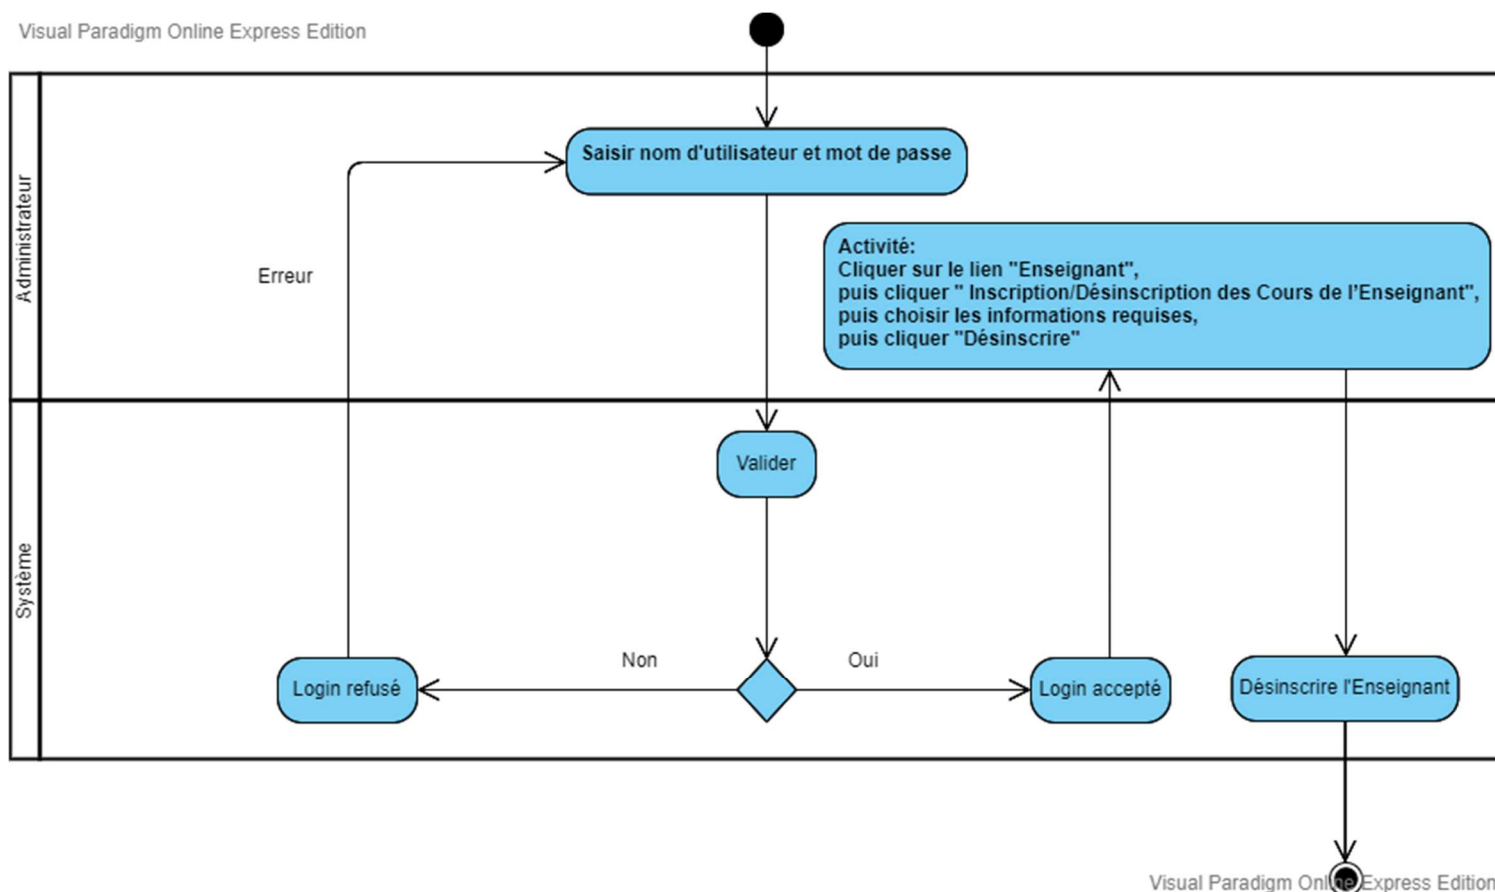 Visual Paradigm Online Express Edition
Administrateur
Saisir nom d'utilisateur et mot de passe
Activité:
Cliquer sur le lien "Enseignant",
puis cliquer " Inscription/Désinscription des Cours de l'Enseignant",
puis choisir les informations requises,
puis cliquer "Désinscrire"
Erreur
Système
Valider
Non
Oui
Login refusé
Login accepté
Désinscrire l'Enseignant
Visual Paradigm Online Express Edition